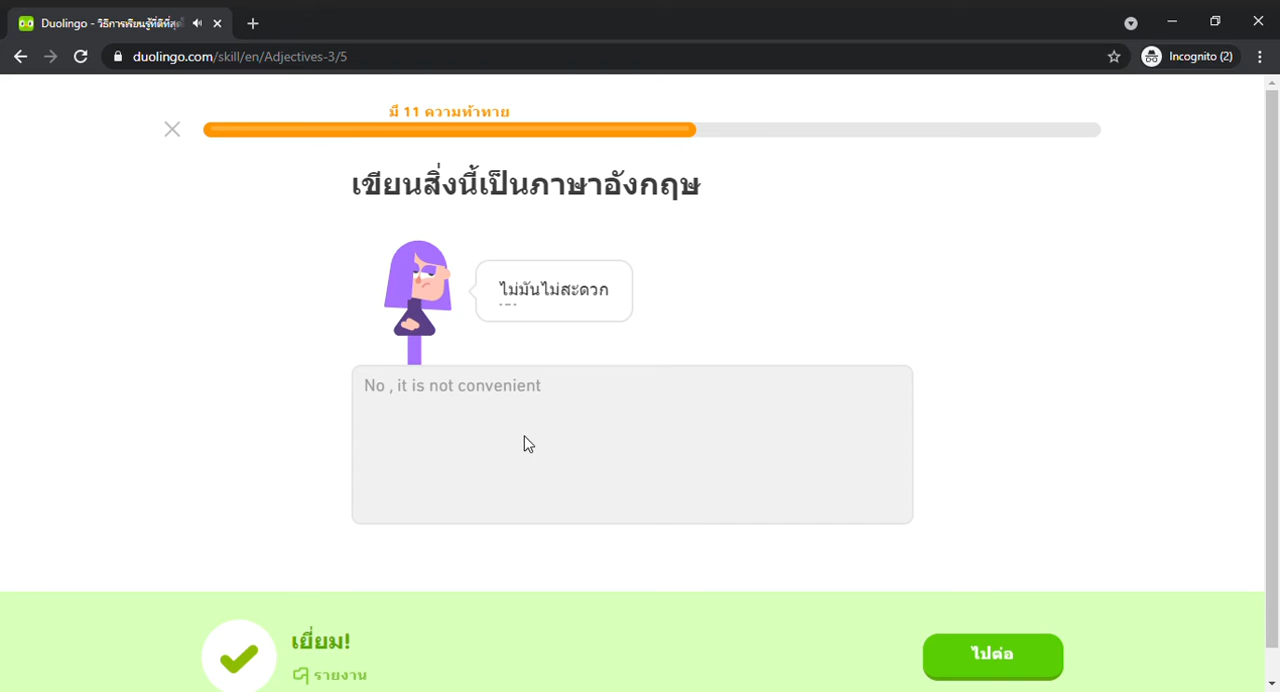 Duolingo - วิธีการเรียนรู้ที่ดีที่สุดใ
duolingo.com/skill/en/Adjectives-3/5
Incognito (2)
มี 11 ความท้าทาย
เขียนสิ่งนี้เป็นภาษาอังกฤษ
ไม่มันไม่สะดวก
No , it is not convenient
เยี่ยม!
รายงาน
ไปต่อ